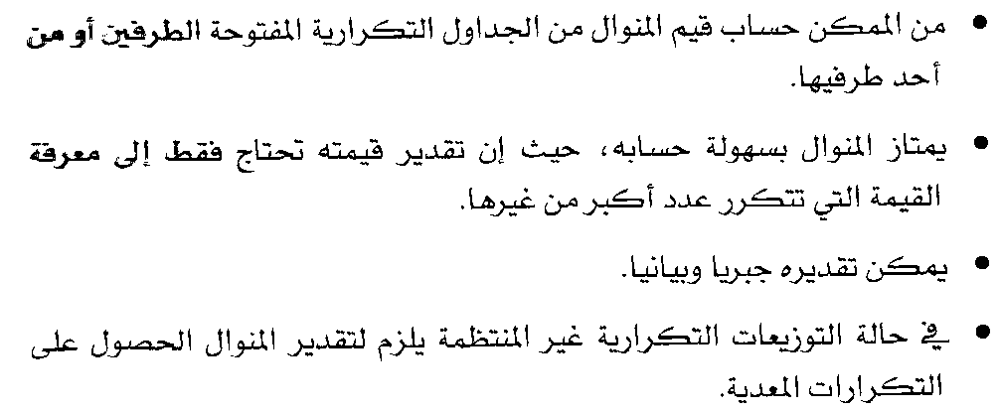 • من الممكن حساب قيم المنوال من الجداول التكرارية المفتوحة الطرفين أو من
أحد طرفيها.
• يمتاز المنوال بسهولة حسابه، حيث إن تقدير قيمته تحتاج فقط إلى معرفة
القيمة التي تتكرر عدد أكبر من غيرها.
• يمكن تقديره جبريا وبيانيا.
• في حالة التوزيعات التكرارية غير المنتظمة يلزم لتقدير المنوال الحصول على
التكرارات المعدية.